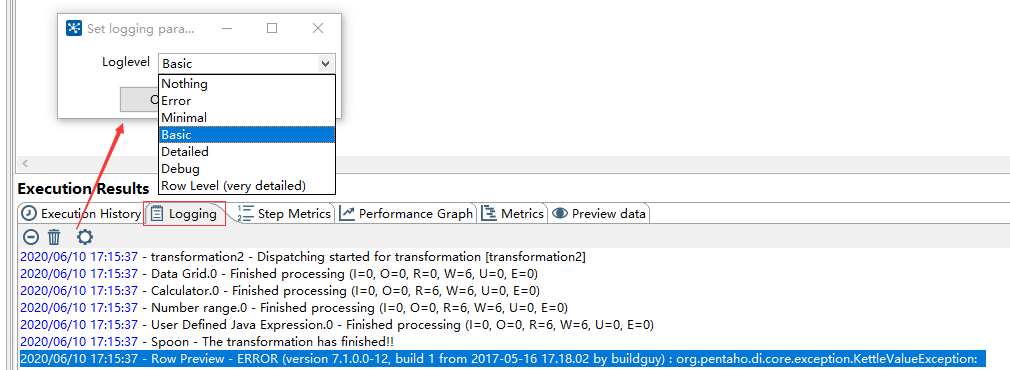 Set logging para...
Loglevel Basic
Nothing
Error
Minimal
Basic
Detailed
Debug
Row Level (very detailed)
Execution Results
Execution History Logging Step Metrics Performance Graph Metrics Preview data
2020/06/10 17:15:37 - transformation2 - Dispatching started for transformation [transformation2]
2020/06/10 17:15:37 - Data Grid.0 - Finished processing (I=0, O=0, R=0, W=6, U=0, E=0)
2020/06/10 17:15:37 - Calculator.0 - Finished processing (I=0, O=0, R=6, W=6, U=0, E=0)
2020/06/10 17:15:37 - Number range.0 - Finished processing (I=0, O=0, R=6, W=6, U=0, E=0)
2020/06/10 17:15:37 - User Defined Java Expression.0 - Finished processing (I=0, O=0, R=6, W=6, U=0, E=0)
2020/06/10 17:15:37 - Spoon - The transformation has finished!!
2020/06/10 17:15:37 - Row Preview - ERROR (version 7.1.0.0-12, build 1 from 2017-05-16 17.18.02 by buildguy) : org.pentaho.di.core.exception.KettleValueException: